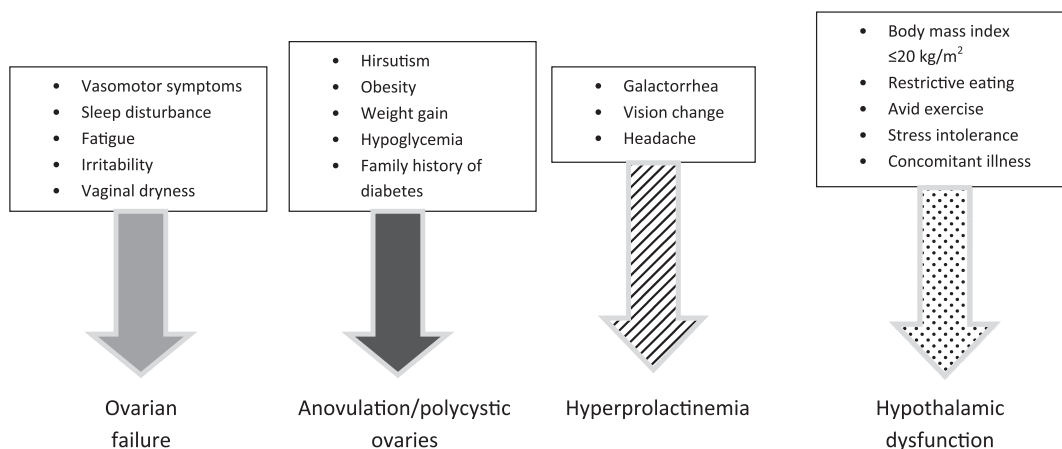 • Vasomotor symptoms
• Sleep disturbance
• Fatigue
• Irritability
• Vaginal dryness
• Hirsutism
• Obesity
• Weight gain
• Hypoglycemia
• Family history of
diabetes
• Galactorrhea
• Vision change
• Headache
• Body mass index
≤20 kg/m²
• Restrictive eating
• Avid exercise
• Stress intolerance
• Concomitant illness
Ovarian
failure
Anovulation/polycystic
ovaries
Hyperprolactinemia
Hypothalamic
dysfunction